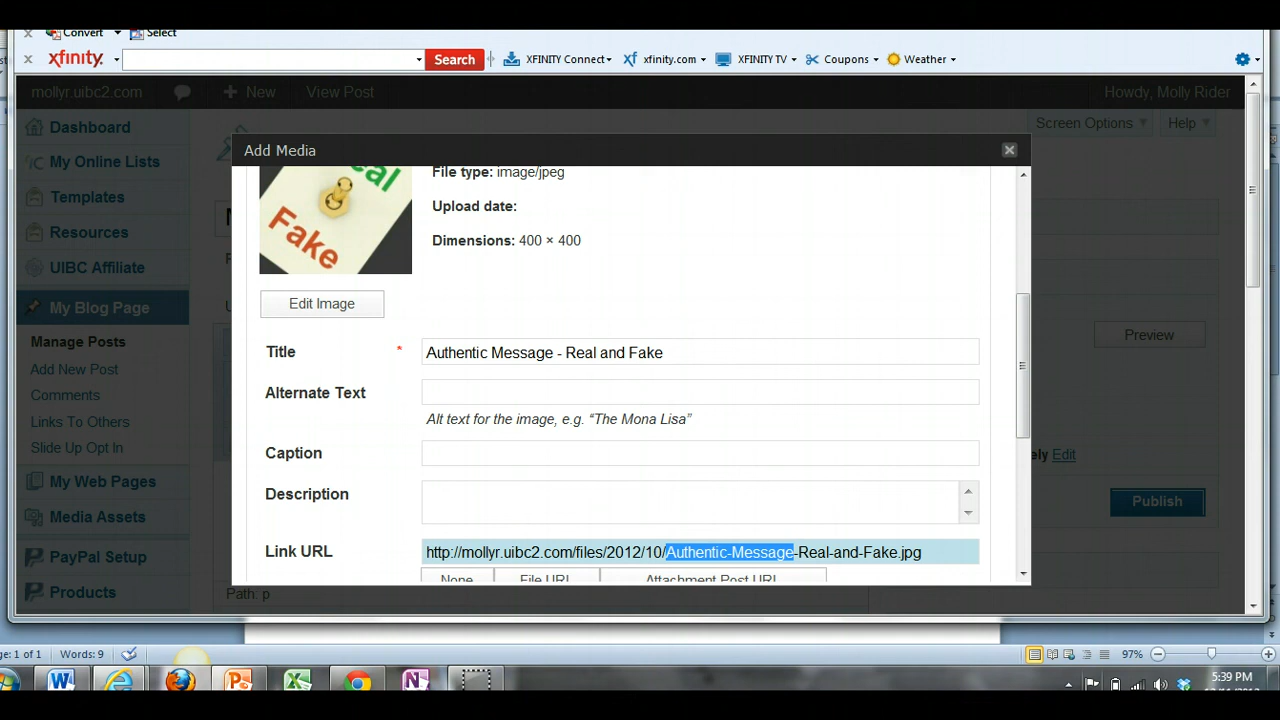 Convert Select
xfinity. Search XFINITY Connect xfinity.com XFINITY TV Coupons Weather
mollyr.uibc2.com New View Post Howdy, Molly Rider
Dashboard Screen Options Help
Add Media
My Online Lists
Templates
Resources
UIBC Affiliate
My Blog Page
Manage Posts
Add New Post
Comments
Links To Others
Slide Up Opt In
My Web Pages
Media Assets
PayPal Setup
Products
Real
Fake
File type: image/jpeg
Upload date:
Dimensions: 400 × 400
Edit Image
Title * Authentic Message - Real and Fake
Alternate Text
Alt text for the image, e.g. “The Mona Lisa”
Caption
Description
Link URL http://mollyr.uibc2.com/files/2012/10/Authentic-Message-Real-and-Fake.jpg
None File URL Attachment Post URL
Preview
Edit
Publish
Path: p
1 of 1 Words: 9 97%
5:39 PM